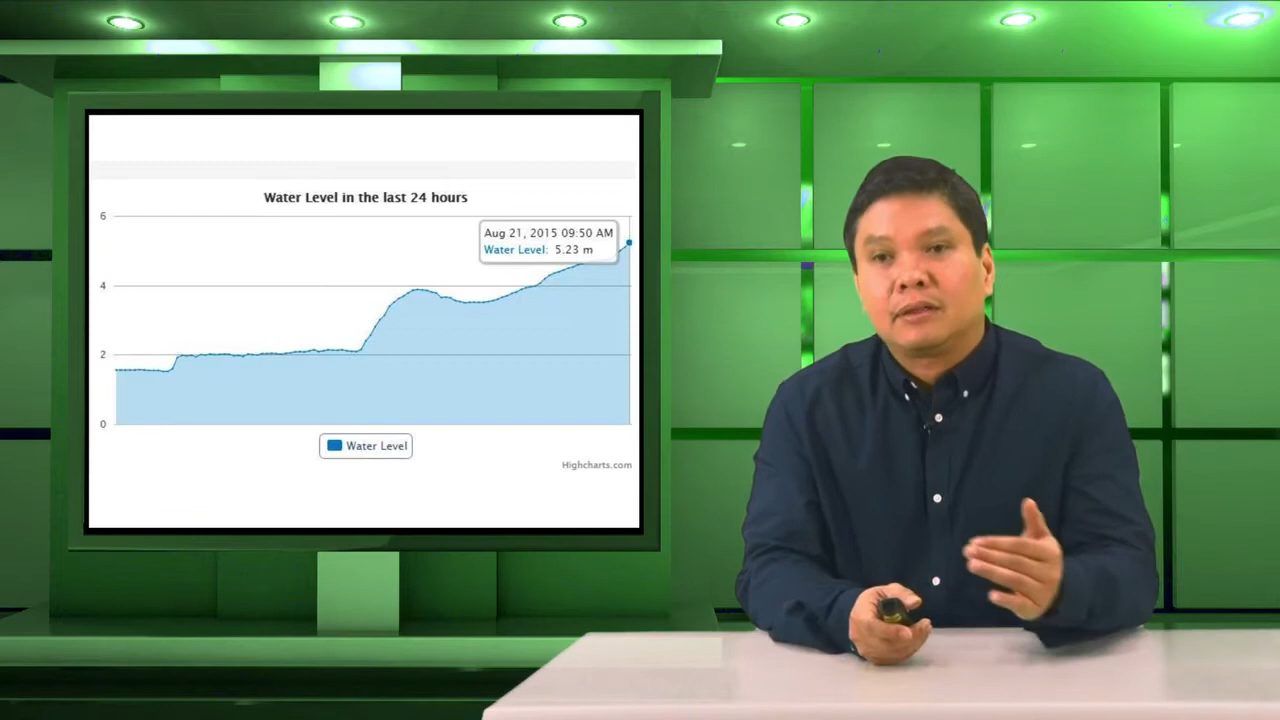 Water Level in the last 24 hours
6
Aug 21, 2015 09:50 AM
Water Level: 5.23 m
4
2
0
Water Level
Highcharts.com